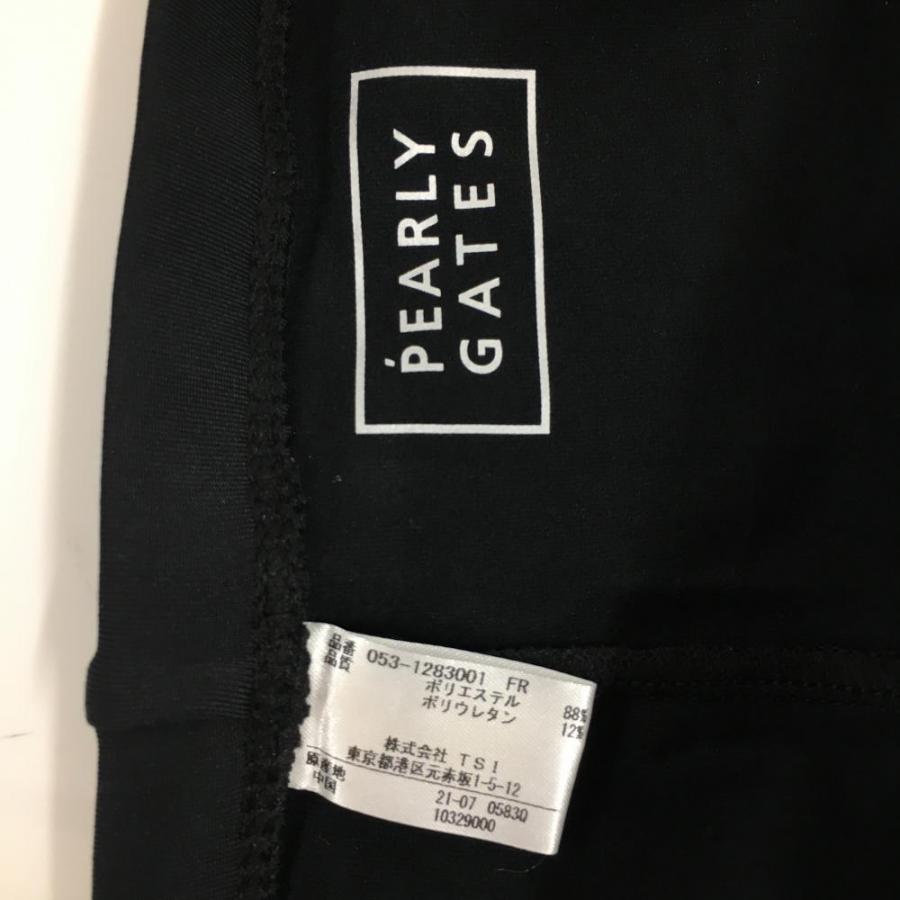 PEARLY
GATES
品番 053-1283001 FR
品質 ポリエステル 88%
ポリウレタン 12%
株式会社 TSI
東京都港区元赤坂1-5-12
原産地
中国
21-07 0583Q
10329000